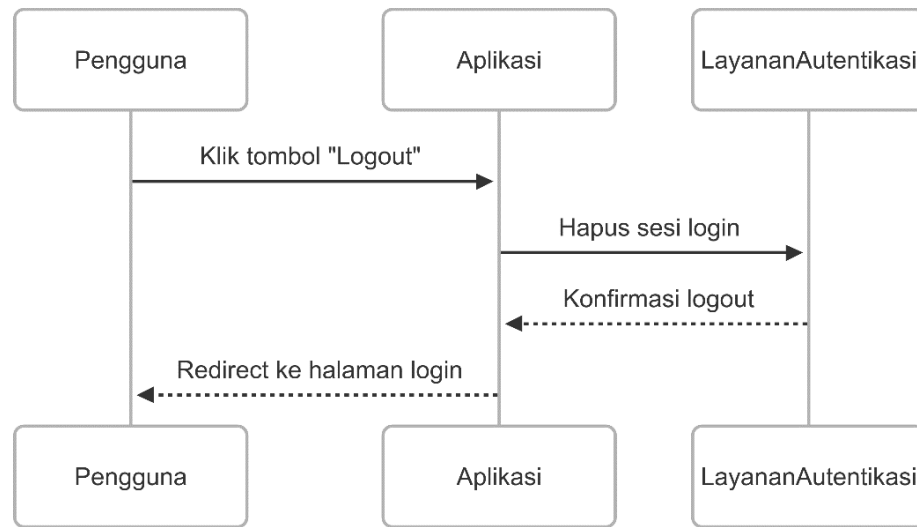 Pengguna
Aplikasi
LayananAutentikasi
Klik tombol "Logout"
Hapus sesi login
Konfirmasi logout
Redirect ke halaman login
Pengguna
Aplikasi
LayananAutentikasi